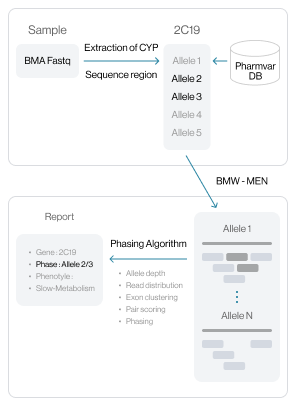 Sample
2C19
BMA Fastq
Extraction of CYP
Sequence region
Allele 1
Allele 2
Allele 3
Allele 4
Allele 5
Pharmvar
DB
BMW - MEN
Report
Gene : 2C19
Phase : Allele 2/3
Phenotyle :
Slow-Metabolism
Phasing Algorithm
Allele depth
Read distribution
Exon clustering
Pair scoring
Phasing
Allele 1
Allele N